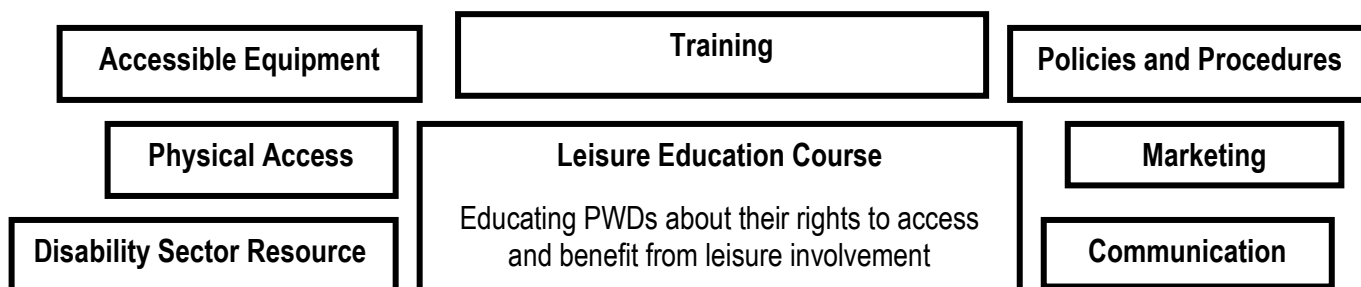 Accessible Equipment
Training
Policies and Procedures
Physical Access
Leisure Education Course
Marketing
Educating PWDs about their rights to access
and benefit from leisure involvement
Disability Sector Resource
Communication